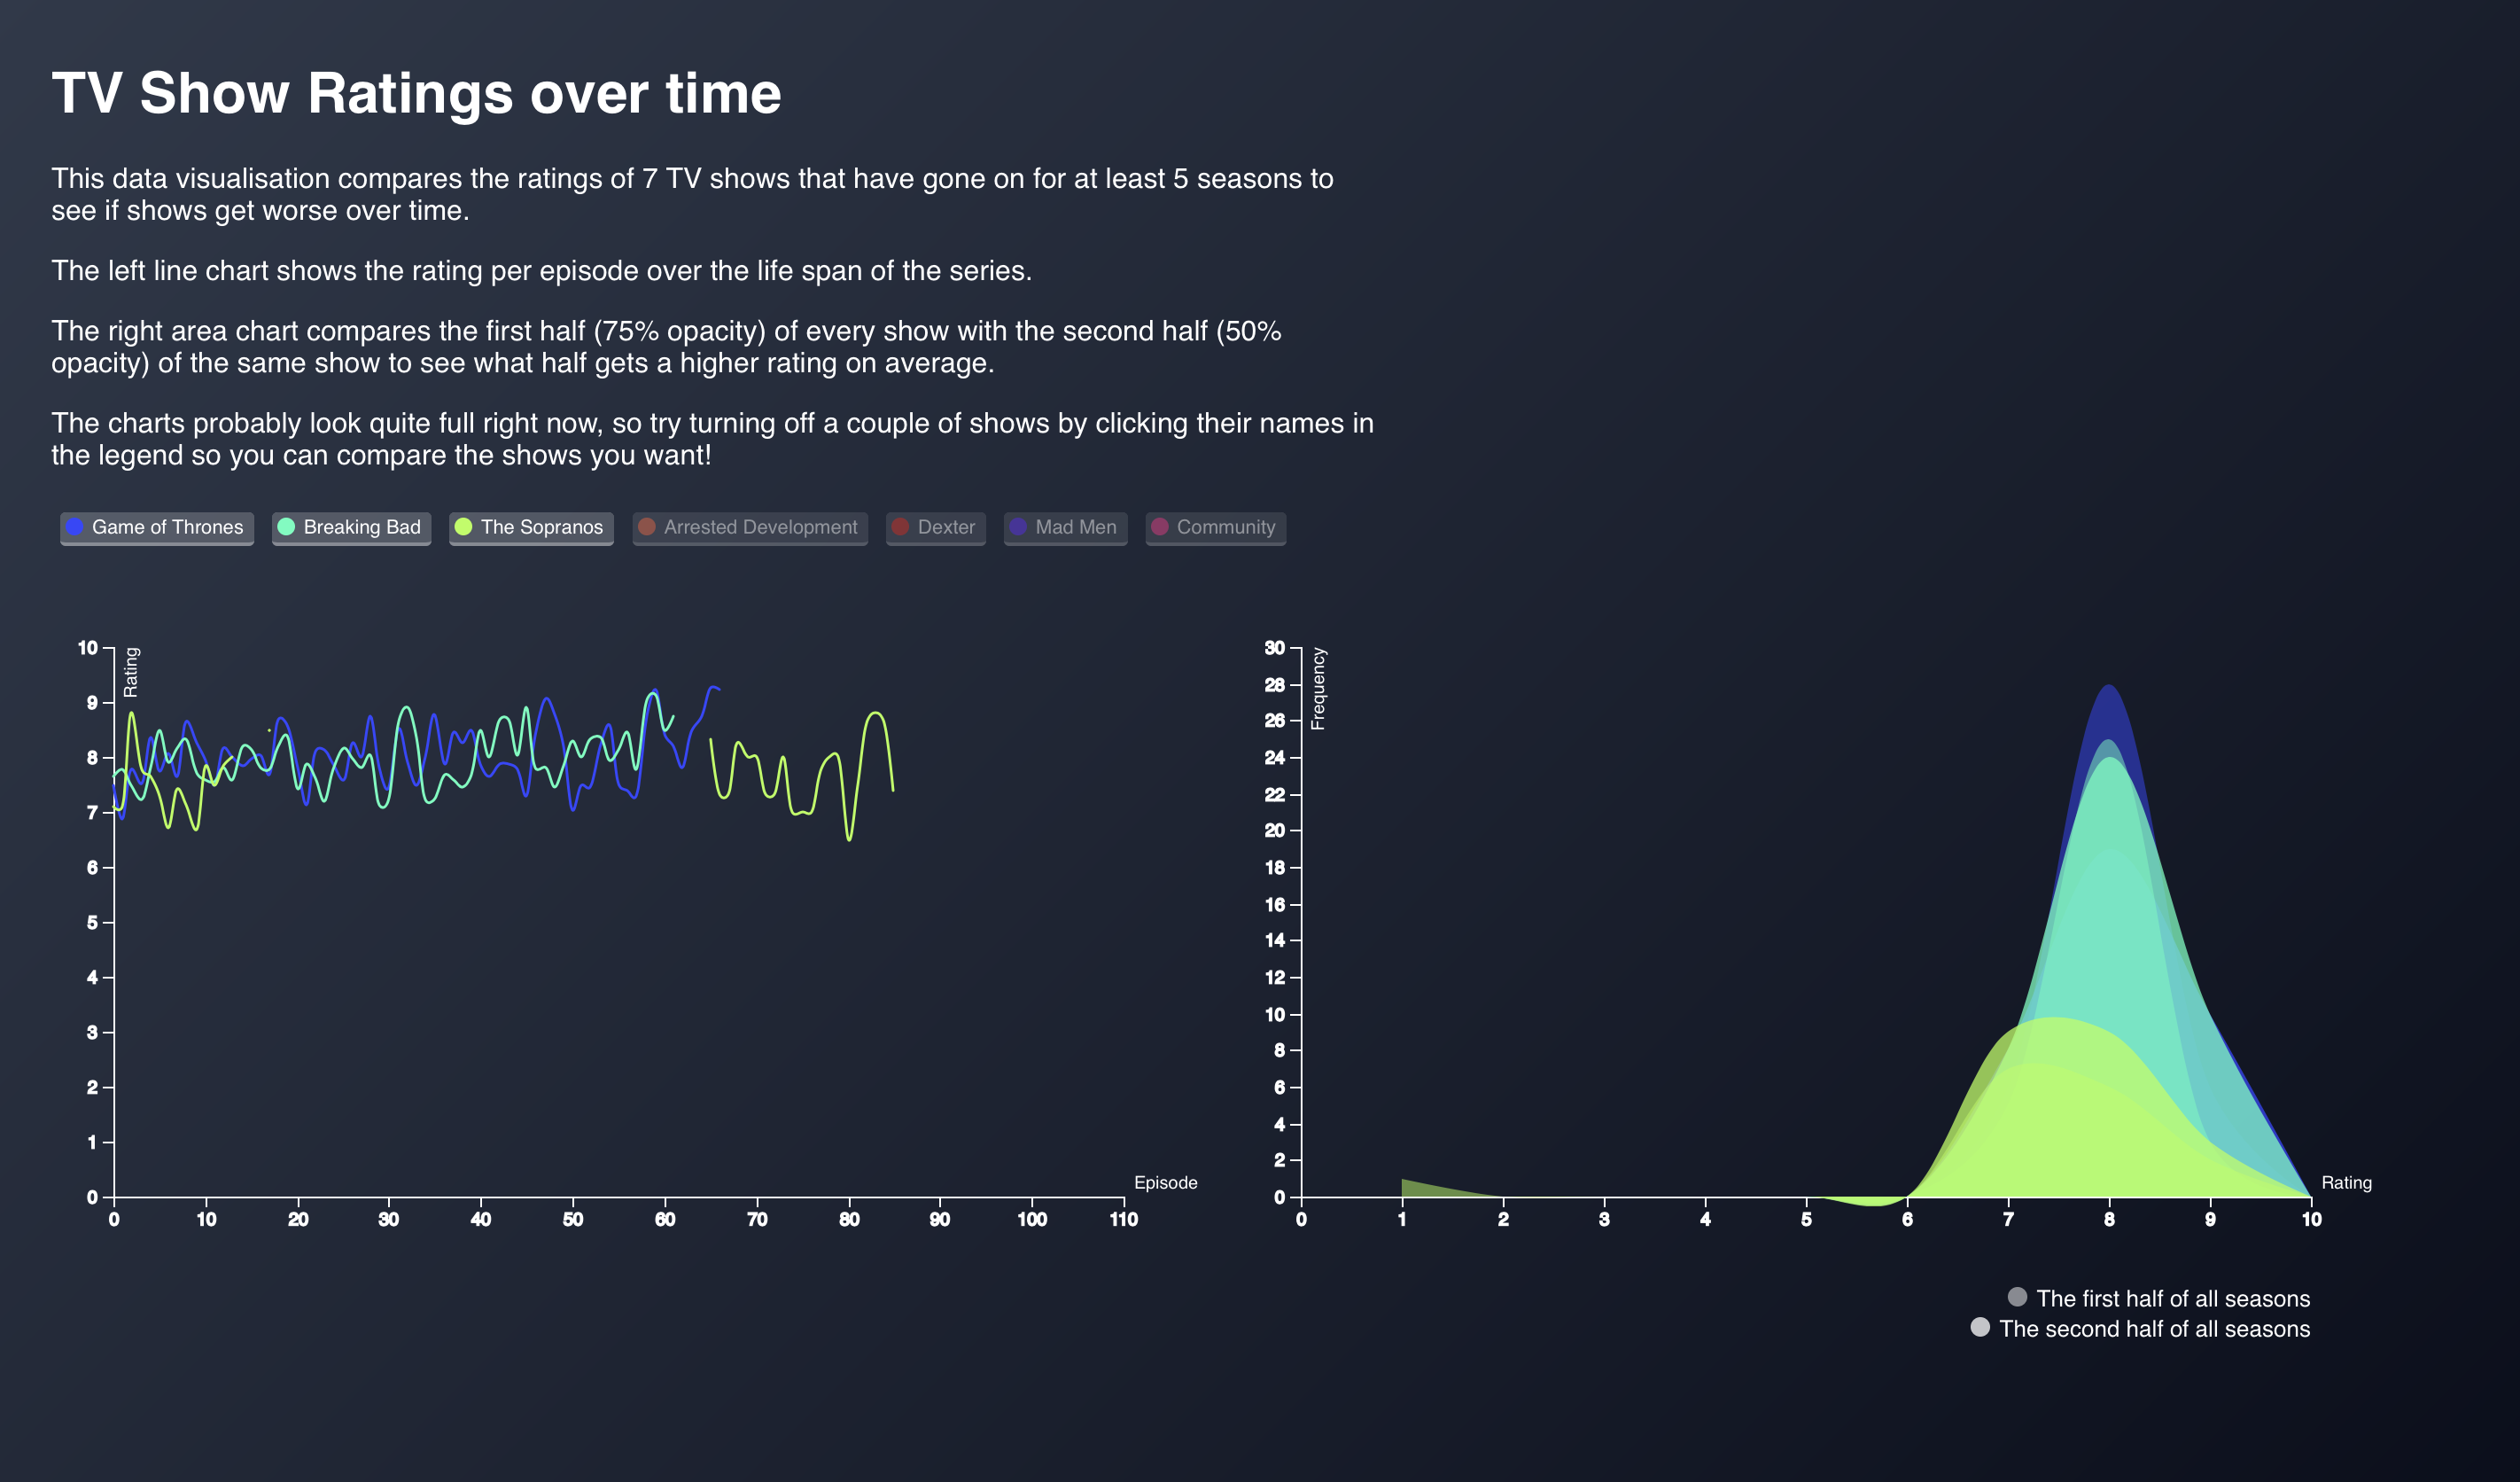 TV Show Ratings over time
This data visualisation compares the ratings of 7 TV shows that have gone on for at least 5 seasons to
see if shows get worse over time.
The left line chart shows the rating per episode over the life span of the series.
The right area chart compares the first half (75% opacity) of every show with the second half (50%
opacity) of the same show to see what half gets a higher rating on average.
The charts probably look quite full right now, so try turning off a couple of shows by clicking their names in
the legend so you can compare the shows you want!
Game of Thrones Breaking Bad The Sopranos Arrested Development Dexter Mad Men Community
Rating
10
9
8
7
6
5
4
3
2
1
0
0 10 20 30 40 50 60 70 80 90 100 110
Episode
Frequency
30
28
26
24
22
20
18
16
14
12
10
8
6
4
2
0
0 1 2 3 4 5 6 7 8 9 10
Rating
The first half of all seasons
The second half of all seasons